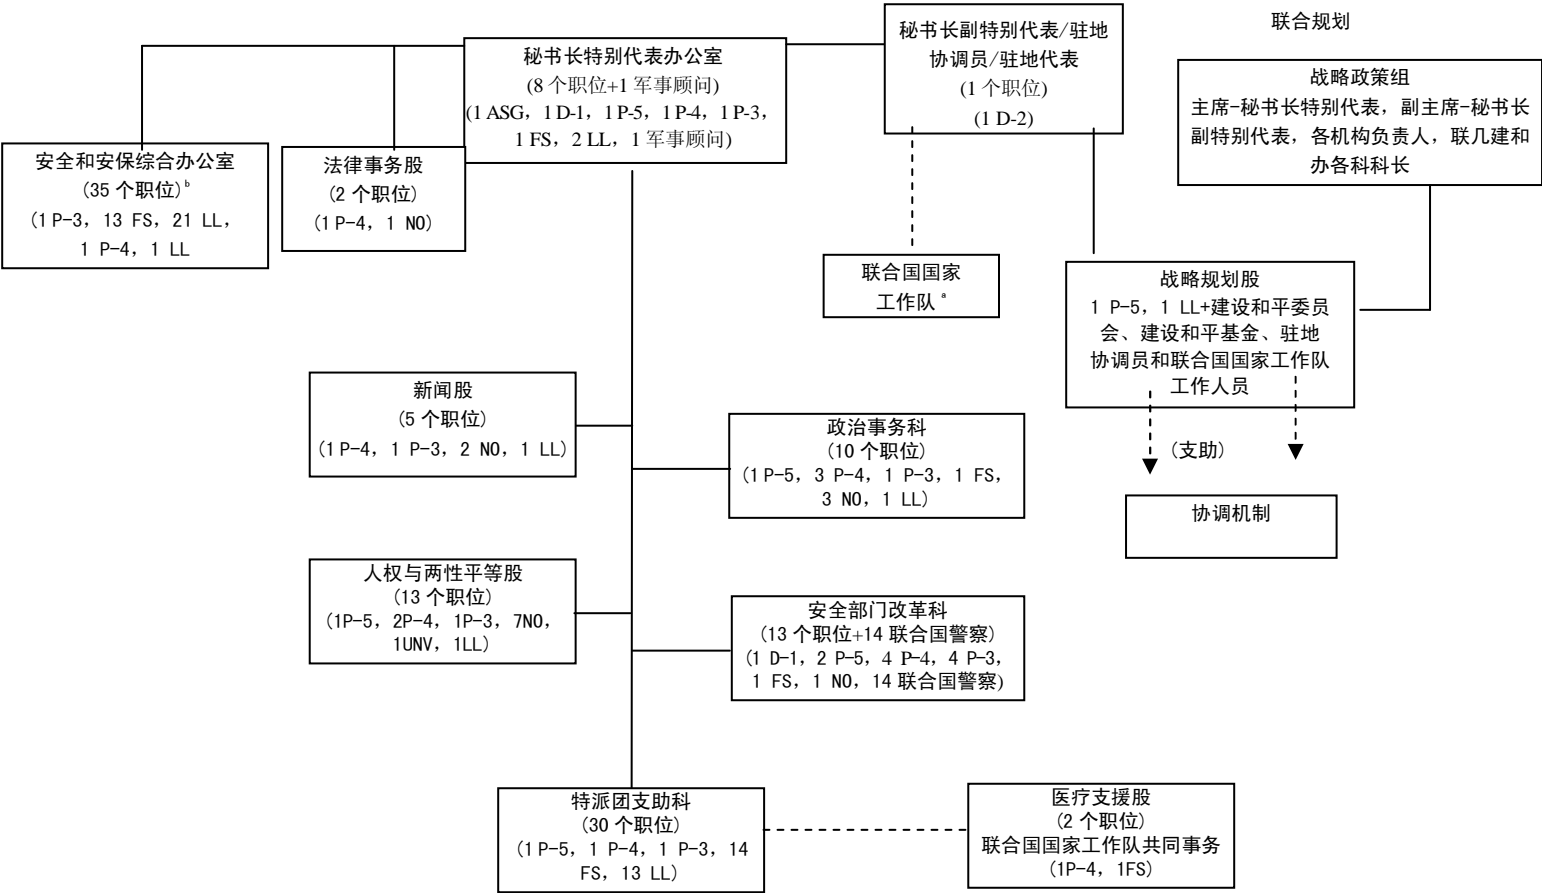 联合规划
秘书长特别代表办公室
(8 个职位+1 军事顾问)
(1 ASG，1 D-1，1 P-5，1 P-4，1 P-3，
1 FS，2 LL，1 军事顾问)
秘书长副特别代表/驻地
协调员/驻地代表
(1 个职位)
(1 D-2)
战略政策组
主席-秘书长特别代表，副主席-秘书长
副特别代表，各机构负责人，联几建和
办各科科长
安全和安保综合办公室
(35 个职位) b
(1 P-3，13 FS，21 LL，
1 P-4，1 LL
法律事务股
(2 个职位)
(1 P-4，1 NO)
联合国国家
工作队 a
战略规划股
1 P-5，1 LL+建设和平委员
会、建设和平基金、驻地
协调员和联合国国家工作队
工作人员
(支助)
协调机制
新闻股
(5 个职位)
(1 P-4，1 P-3，2 NO，1 LL)
政治事务科
(10 个职位)
(1 P-5，3 P-4，1 P-3，1 FS，
3 NO，1 LL)
人权与两性平等股
(13 个职位)
(1P-5，2P-4，1P-3，7NO，
1UNV，1LL)
安全部门改革科
(13 个职位+14 联合国警察)
(1 D-1，2 P-5，4 P-4，4 P-3，
1 FS，1 NO，14 联合国警察)
特派团支助科
(30 个职位)
(1 P-5，1 P-4，1 P-3，14
FS，13 LL)
医疗支援股
(2 个职位)
联合国国家工作队共同事务
(1P-4，1FS)